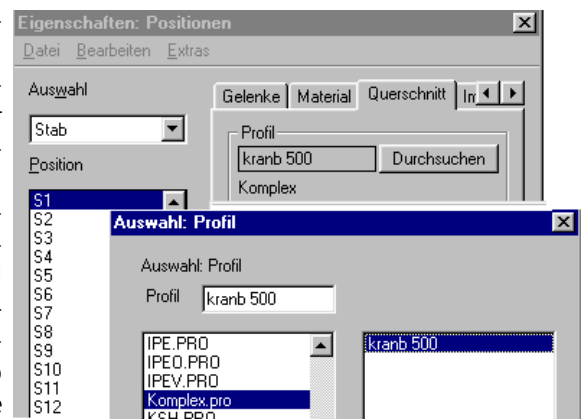 Eigenschaften: Positionen
Datei Bearbeiten Extras
Auswahl
Stab
Position
S1
S2
S3
S4
S5
S6
S7
S8
S9
S10
S11
S12
Gelenke Material Querschnitt
Profil
kranb 500 Durchsuchen
Komplex
Auswahl: Profil
Auswahl: Profil
Profil kranb 500
IPE.PRO
IPEO.PRO
IPEV.PRO
Komplex.pro
KSH.PRO
kranb 500